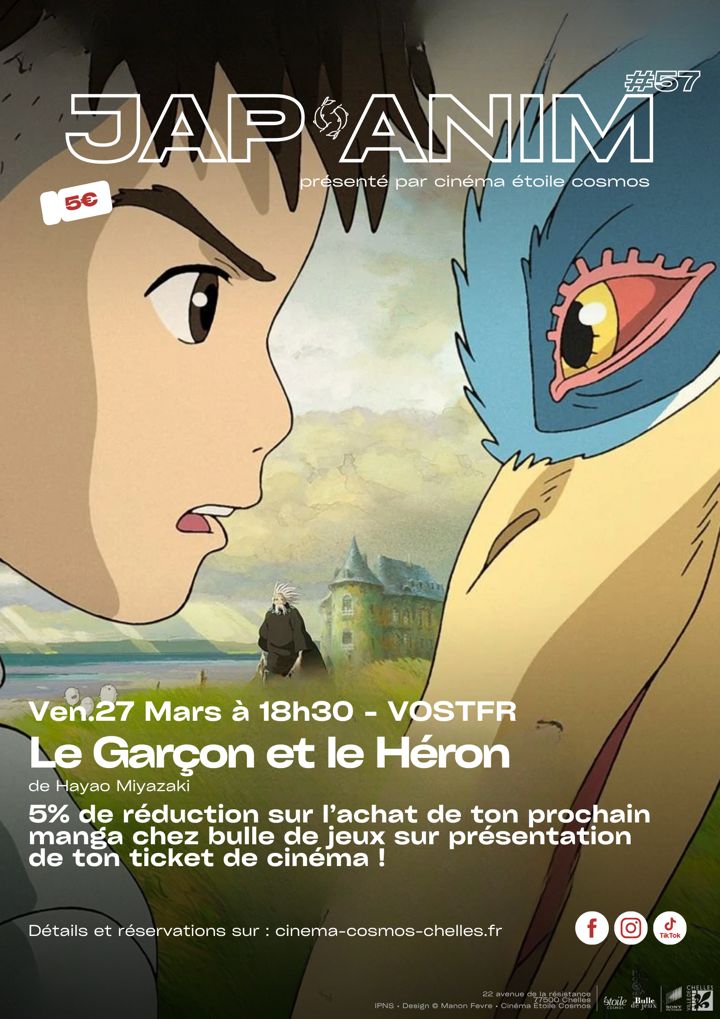 #57
JAP ANIM
présenté par cinéma étoile cosmos
5€
Ven.27 Mars à 18h30 - VOSTFR
Le Garçon et le Héron
de Hayao Miyazaki
5% de réduction sur l'achat de ton prochain
manga chez bulle de jeux sur présentation
de ton ticket de cinéma !
Détails et réservations sur : cinema-cosmos-chelles.fr
TikTok
22 avenue de la résistance
77500 Chelles
IPNS • Design © Manon Fevre • Cinéma Étoile Cosmos
étoile
COSMOS
Bulle
de jeux
SONY
CHELLES